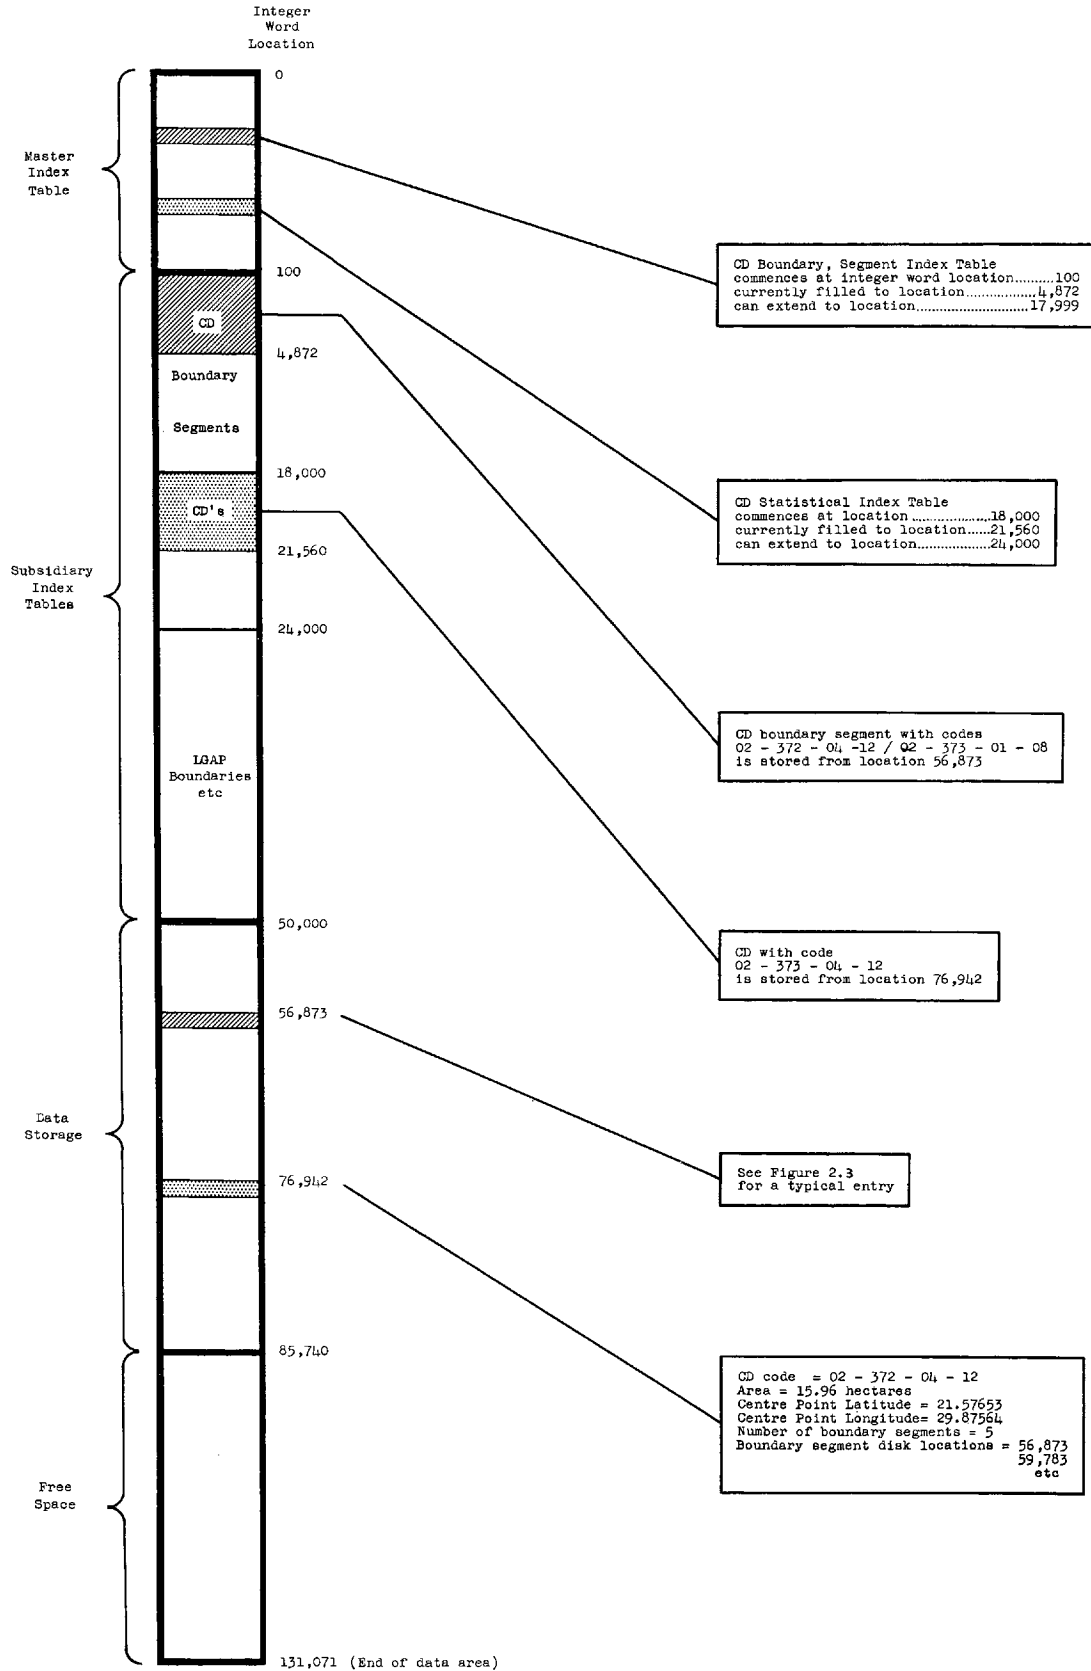 Integer
Word
Location
0
Master
Index
Table
100
CD
4,872
Boundary
Segments
18,000
CD's
21,560
Subsidiary
Index
Tables
24,000
LGAP
Boundaries
etc
50,000
56,873
Data
Storage
76,942
85,740
Free
Space
131,071 (End of data area)
CD Boundary, Segment Index Table
commences at integer word location.........100
currently filled to location................4,872
can extend to location..........................17,999
CD Statistical Index Table
commences at location .................18,000
currently filled to location.....21,560
can extend to location.................24,000
CD boundary segment with codes
02 - 372 - 04 -12 / 02 - 373 - 01 - 08
is stored from location 56,873
CD with code
02 - 373 - 04 - 12
is stored from location 76,942
See Figure 2.3
for a typical entry
CD code = 02 - 372 - 04 - 12
Area = 15.96 hectares
Centre Point Latitude = 21.57653
Centre Point Longitude= 29.87564
Number of boundary segments = 5
Boundary segment disk locations = 56,873
59,783
etc